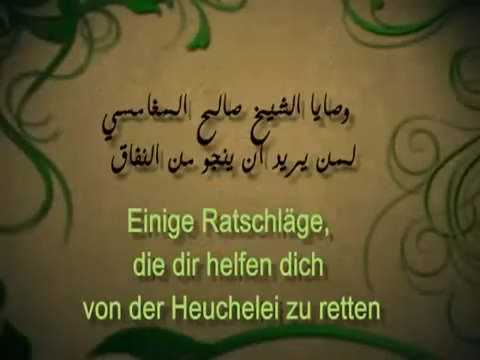 وصايا الشيخ صالح المغامسي
لمن يريد ان ينجو من النفاق
Einige Ratschläge,
die dir helfen dich
von der Heuchelei zu retten